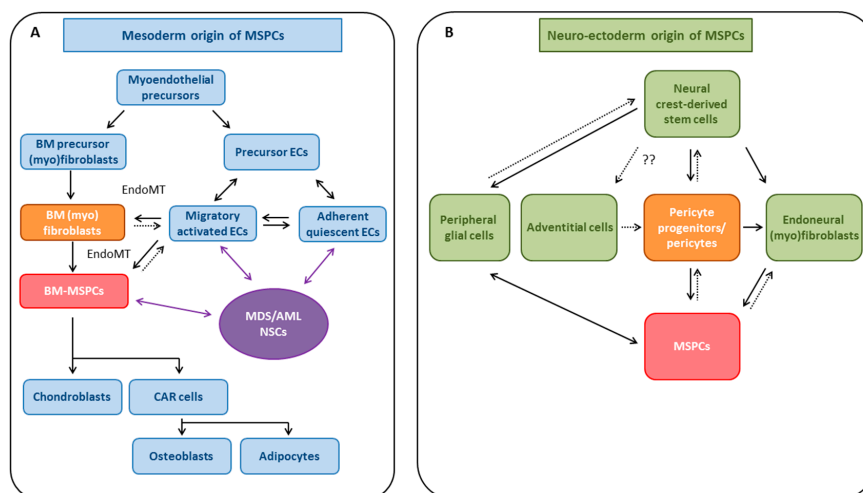 A
Mesoderm origin of MSPCs
Myoendothelial
precursors
BM precursor
(myo)fibroblasts
Precursor ECs
EndoMT
BM (myo)
fibroblasts
Migratory
activated ECs
Adherent
quiescent ECs
EndoMT
BM-MSPCs
MDS/AML
NSCs
Chondroblasts
CAR cells
Osteoblasts
Adipocytes
B
Neuro-ectoderm origin of MSPCs
Neural
crest-derived
stem cells
??
Peripheral
glial cells
Adventitial cells
Pericyte
progenitors/
pericytes
Endoneural
(myo)fibroblasts
MSPCs